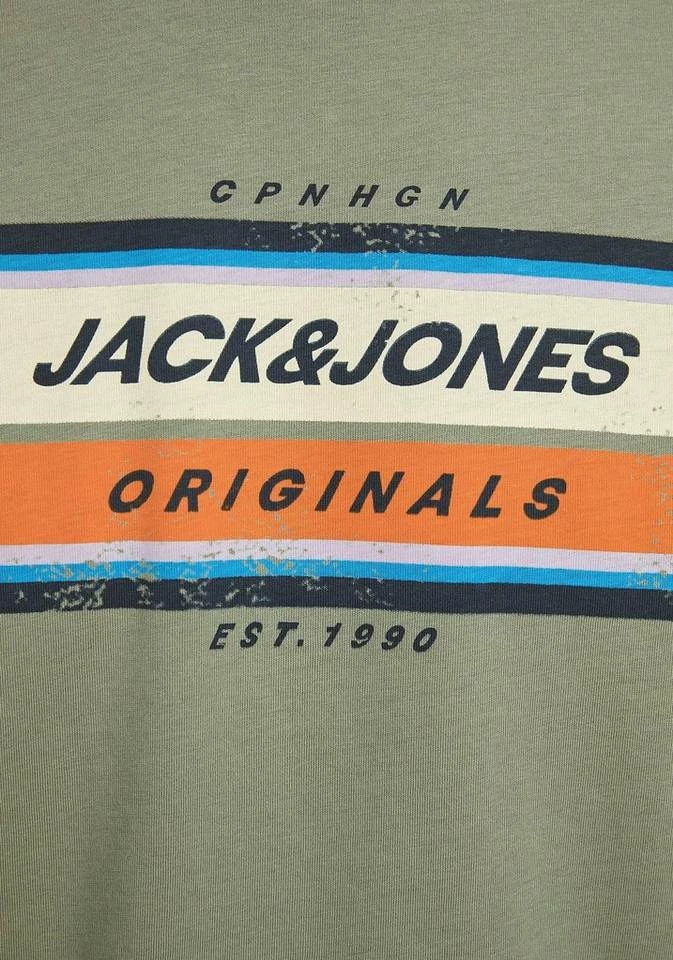 CPNHGN
JACK&JONES
ORIGINALS
EST. 1990